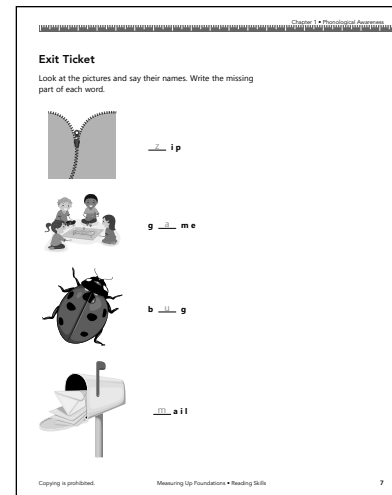 Chapter 1 • Phonological Awareness
Exit Ticket
Look at the pictures and say their names. Write the missing
part of each word.
z i p
g a m e
b u g
m a i l
Copying is prohibited. Measuring Up Foundations • Reading Skills 7